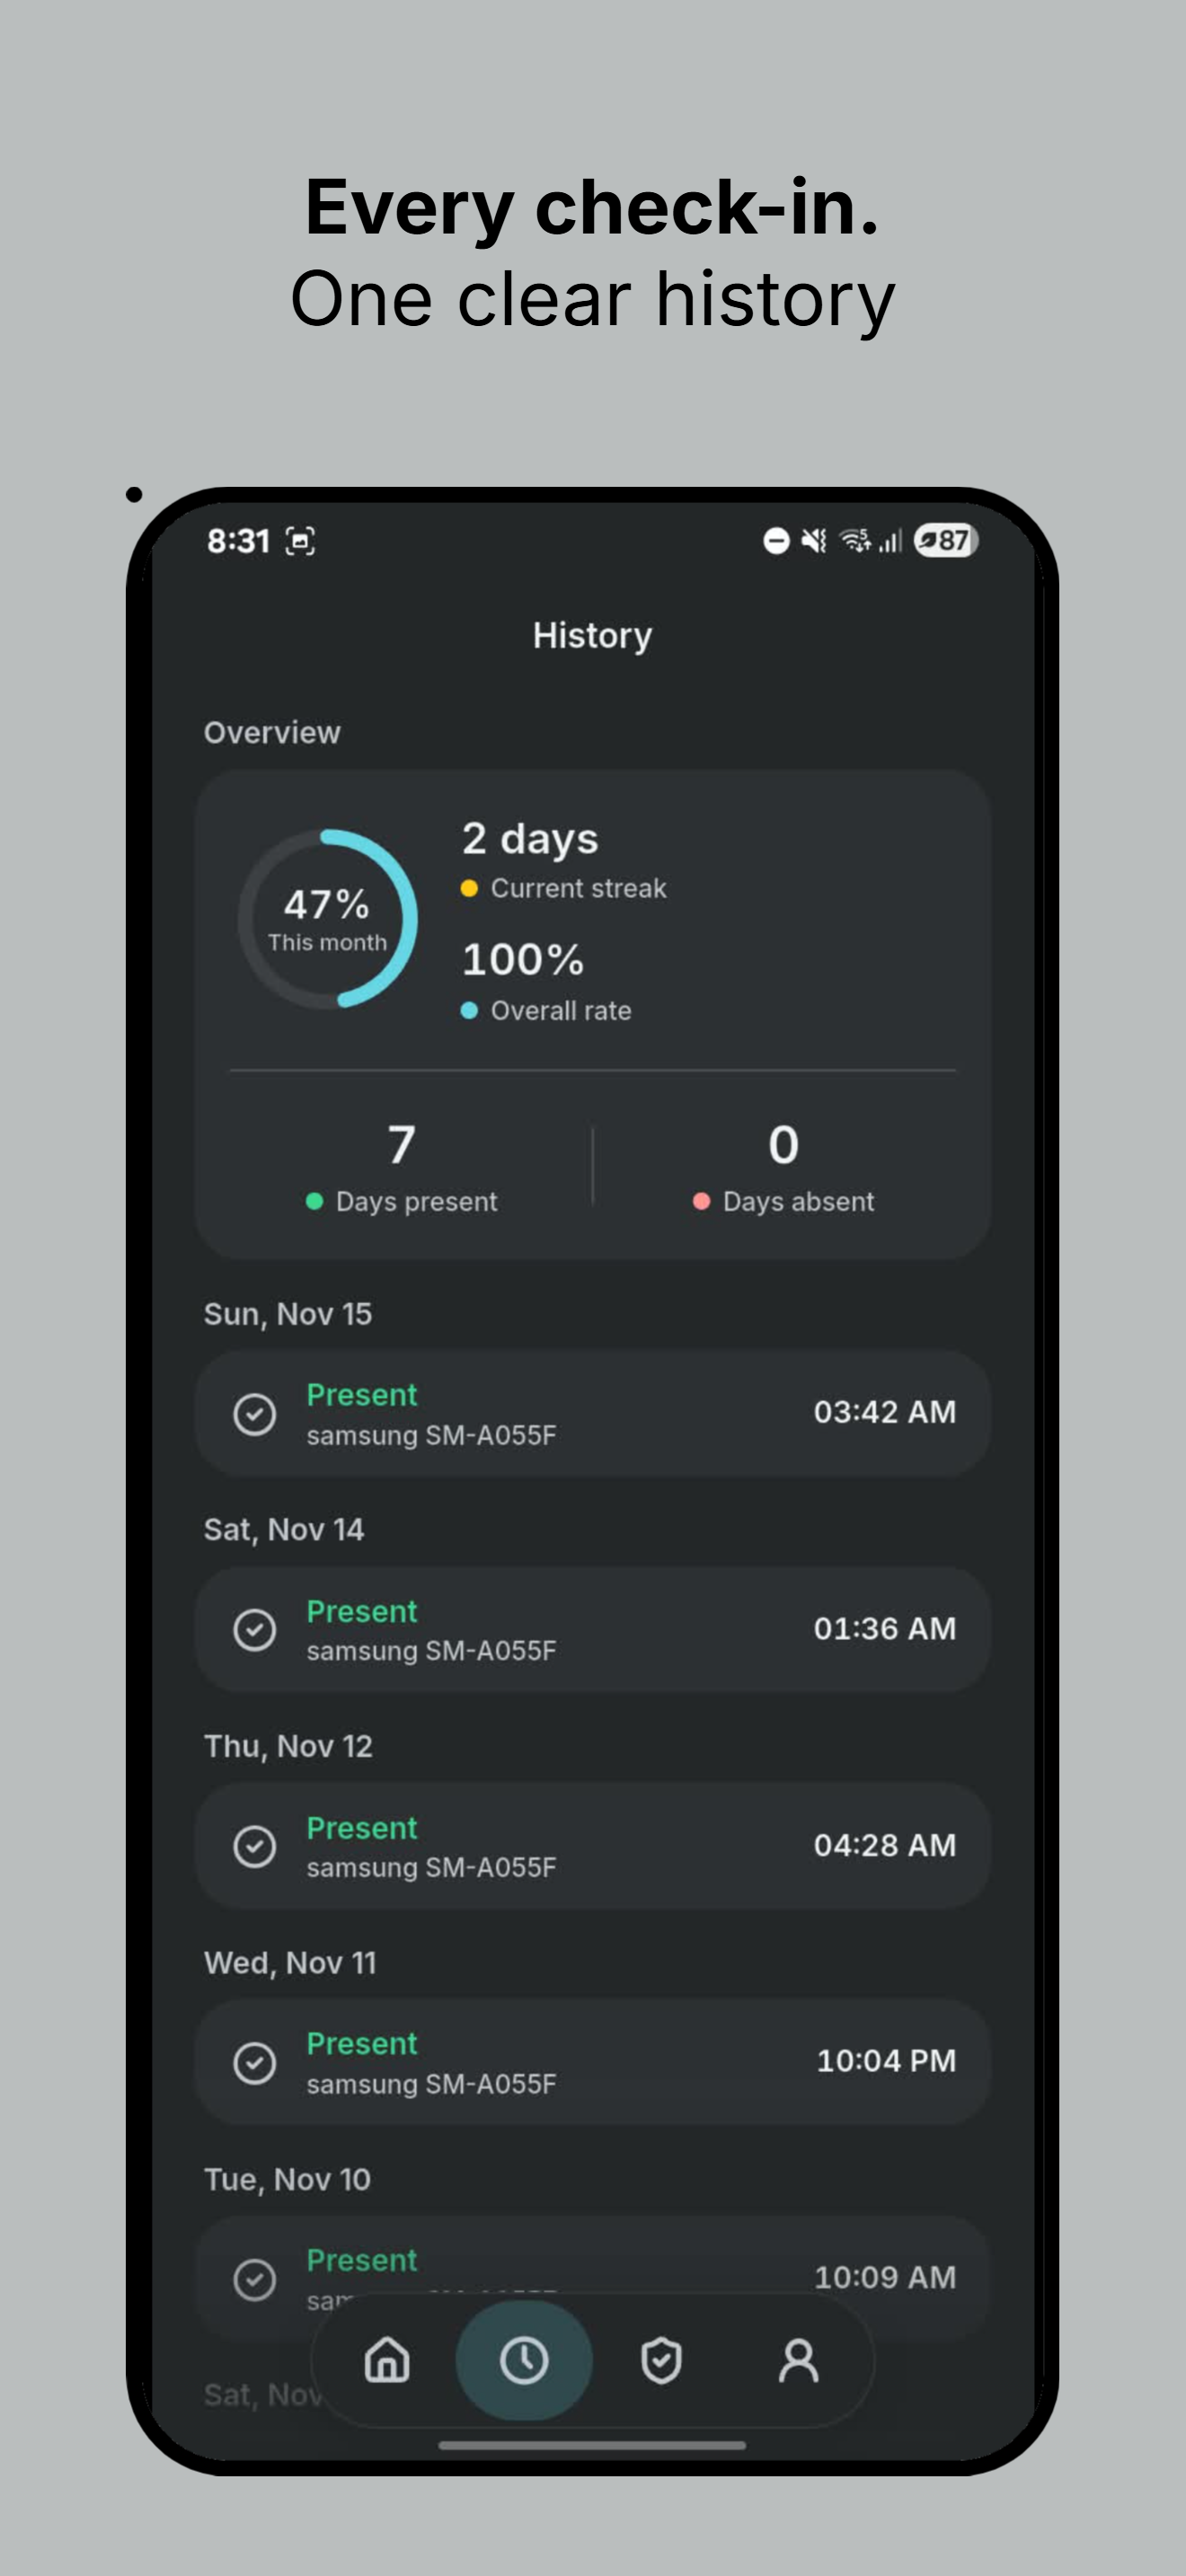 Every check-in.
One clear history
8:31
5
87
History
Overview
47%
This month
2 days
Current streak
100%
Overall rate
7
Days present
0
Days absent
Sun, Nov 15
Present
samsung SM-A055F
03:42 AM
Sat, Nov 14
Present
samsung SM-A055F
01:36 AM
Thu, Nov 12
Present
samsung SM-A055F
04:28 AM
Wed, Nov 11
Present
samsung SM-A055F
10:04 PM
Tue, Nov 10
Present
10:09 AM
Sat, Nov